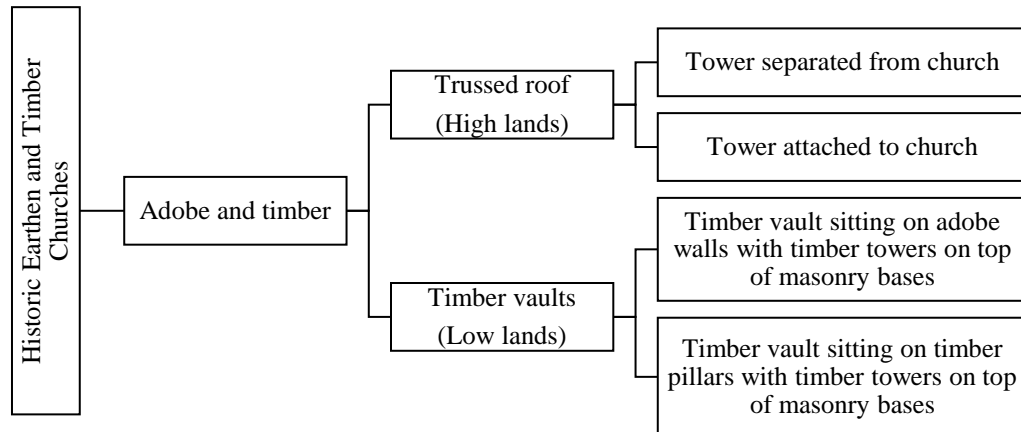 Historic Earthen and Timber
Churches
Adobe and timber
Trussed roof
(High lands)
Timber vaults
(Low lands)
Tower separated from church
Tower attached to church
Timber vault sitting on adobe
walls with timber towers on top
of masonry bases
Timber vault sitting on timber
pillars with timber towers on top
of masonry bases